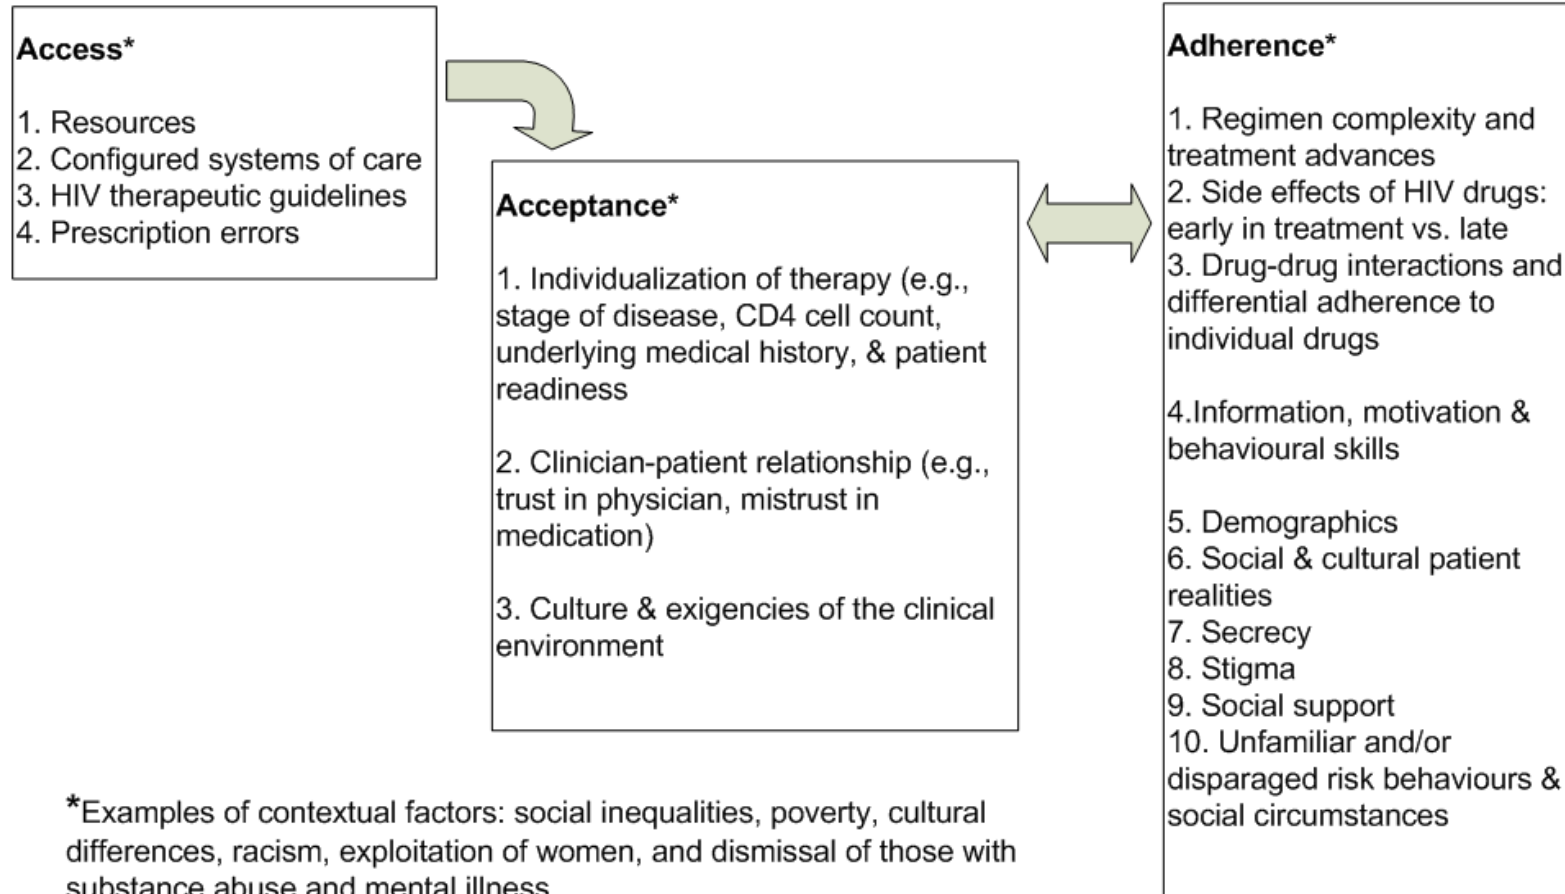 Access*
1. Resources
2. Configured systems of care
3. HIV therapeutic guidelines
4. Prescription errors
Acceptance*
1. Individualization of therapy (e.g.,
stage of disease, CD4 cell count,
underlying medical history, & patient
readiness
2. Clinician-patient relationship (e.g.,
trust in physician, mistrust in
medication)
3. Culture & exigencies of the clinical
environment
Adherence*
1. Regimen complexity and
treatment advances
2. Side effects of HIV drugs:
early in treatment vs. late
3. Drug-drug interactions and
differential adherence to
individual drugs
4.Information, motivation &
behavioural skills
5. Demographics
6. Social & cultural patient
realities
7. Secrecy
8. Stigma
9. Social support
10. Unfamiliar and/or
disparaged risk behaviours &
social circumstances
*Examples of contextual factors: social inequalities, poverty, cultural
differences, racism, exploitation of women, and dismissal of those with
substance abuse and mental illness